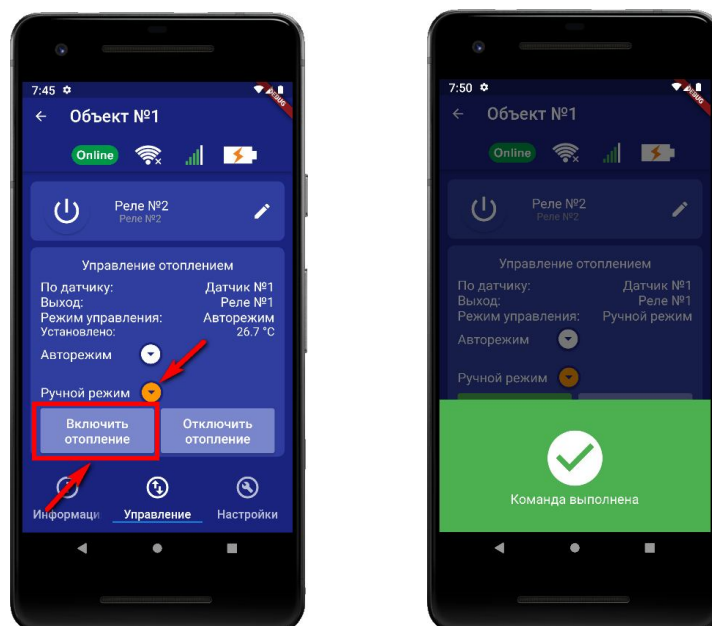 7:45
DEBUG
Объект №1
Online
Реле №2
Реле №2
Управление отоплением
По датчику: Датчик №1
Выход: Реле №1
Режим управления: Авторежим
Установлено: 26.7 °C
Авторежим
Ручной режим
Включить
отопление
Отключить
отопление
Информаци
Управление
Настройки
7:50
DEBUG
Объект №1
Online
Реле №2
Реле №2
Управление отоплением
По датчику: Датчик №1
Выход: Реле №1
Режим управления: Ручной режим
Авторежим
Ручной режим
Команда выполнена